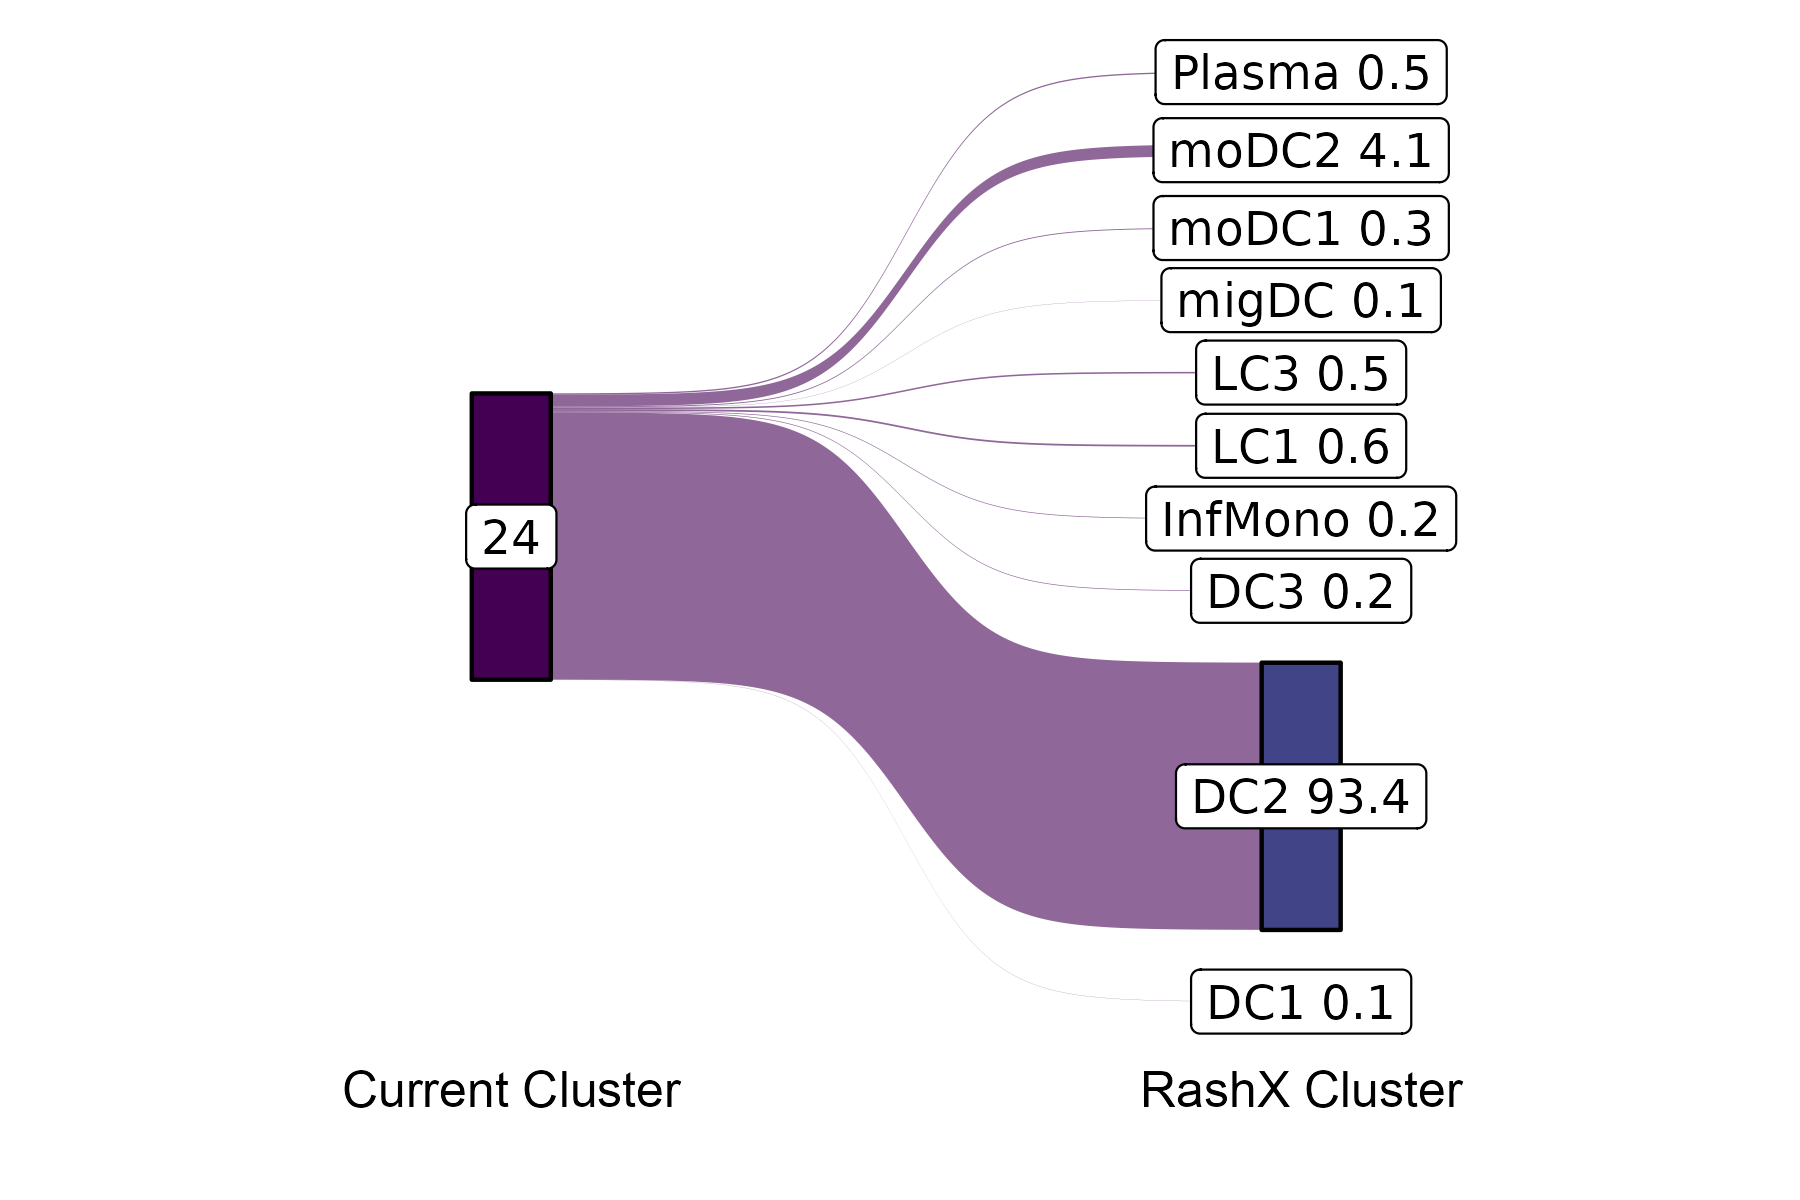 Plasma 0.5
moDC2 4.1
moDC1 0.3
migDC 0.1
LC3 0.5
LC1 0.6
24
InfMono 0.2
DC3 0.2
DC2 93.4
DC1 0.1
Current Cluster
RashX Cluster